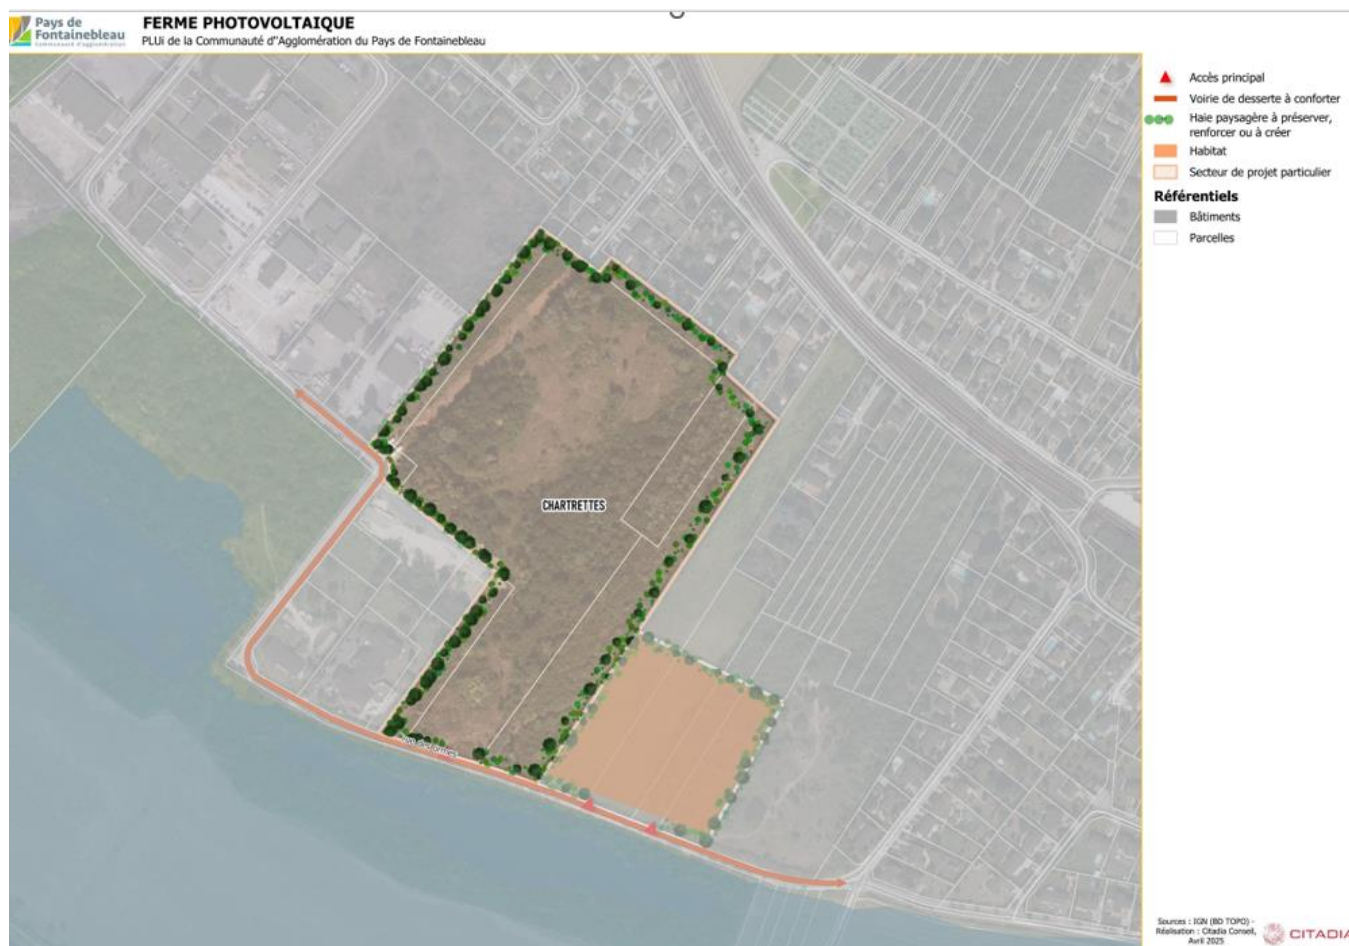 Pays de
Fontainebleau
Communauté d'agglomération
FERME PHOTOVOLTAIQUE
PLUi de la Communauté d''Agglomération du Pays de Fontainebleau
Accès principal
Voirie de desserte à conforter
Haie paysagère à préserver,
renforcer ou à créer
Habitat
Secteur de projet particulier
Référentiels
Bâtiments
Parcelles
CHARTRETTES
Sources : IGN (BD TOPO) -
Réalisation : Citadia Conseil,
Avril 2025
CITADIA